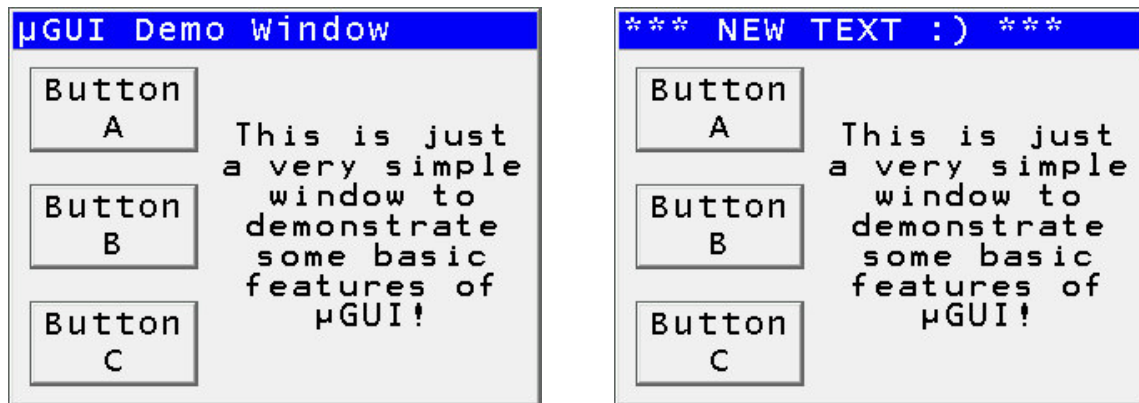 µGUI Demo Window
Button
A
Button
B
Button
C
This is just
a very simple
window to
demonstrate
some basic
features of
µGUI!
*** NEW TEXT :) ***
Button
A
Button
B
Button
C
This is just
a very simple
window to
demonstrate
some basic
features of
µGUI!